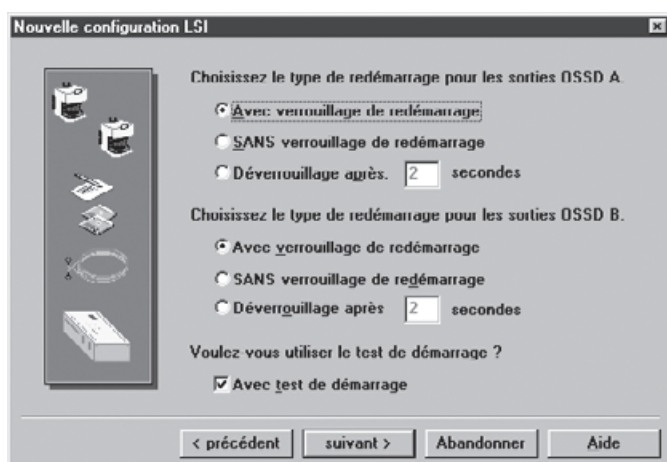 Nouvelle configuration LSI
Choisissez le type de redémarrage pour les sorties OSSD A.
Avec verrouillage de redémarrage
SANS verrouillage de redémarrage
Déverrouillage après. 2 secondes
Choisissez le type de redémarrage pour les sorties OSSD B.
Avec verrouillage de redémarrage
SANS verrouillage de redémarrage
Déverrouillage après 2 secondes
Voulez-vous utiliser le test de démarrage ?
Avec test de démarrage
< précédent suivant > Abandonner Aide